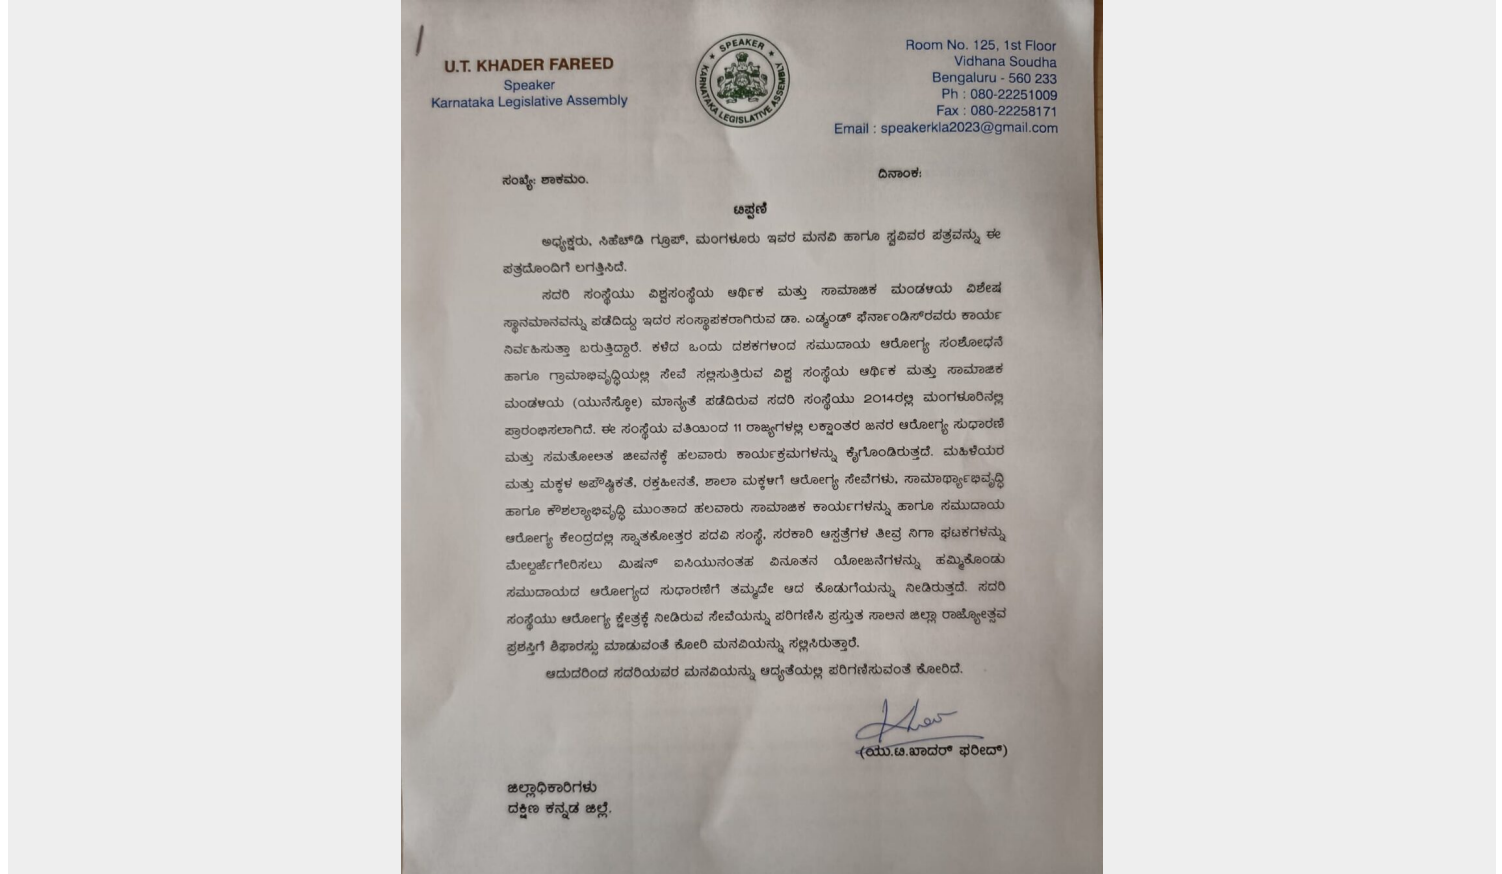 U.T. KHADER FAREED
Speaker
Karnataka Legislative Assembly
SPEAKER
KARNATAKA LEGISLATIVE ASSEMBLY
Room No. 125, 1st Floor
Vidhana Soudha
Bengaluru - 560 233
Ph : 080-22251009
Fax : 080-22258171
Email : speakerkla2023@gmail.com
ಸಂಖ್ಯೆ: ಶಾಕಮಂ.
ದಿನಾಂಕ:
ಟಿಪ್ಪಣಿ
ಅಧ್ಯಕ್ಷರು, ಸಿಹೆಚ್‌ಡಿ ಗ್ರೂಪ್, ಮಂಗಳೂರು ಇವರ ಮನವಿ ಹಾಗೂ ಸ್ವವಿವರ ಪತ್ರವನ್ನು ಈ
ಪತ್ರದೊಂದಿಗೆ ಲಗತ್ತಿಸಿದೆ.
ಸದರಿ ಸಂಸ್ಥೆಯು ವಿಶ್ವಸಂಸ್ಥೆಯ ಆರ್ಥಿಕ ಮತ್ತು ಸಾಮಾಜಿಕ ಮಂಡಳಿಯ ವಿಶೇಷ
ಸ್ಥಾನಮಾನವನ್ನು ಪಡೆದಿದ್ದು ಇದರ ಸಂಸ್ಥಾಪಕರಾಗಿರುವ ಡಾ. ಎಡ್ಮಂಡ್ ಫೆರ್ನಾಂಡಿಸ್‌ರವರು ಕಾರ್ಯ
ನಿರ್ವಹಿಸುತ್ತಾ ಬರುತ್ತಿದ್ದಾರೆ. ಕಳೆದ ಒಂದು ದಶಕಗಳಿಂದ ಸಮುದಾಯ ಆರೋಗ್ಯ ಸಂಶೋಧನೆ
ಹಾಗೂ ಗ್ರಾಮಾಭಿವೃದ್ಧಿಯಲ್ಲಿ ಸೇವೆ ಸಲ್ಲಿಸುತ್ತಿರುವ ವಿಶ್ವ ಸಂಸ್ಥೆಯ ಆರ್ಥಿಕ ಮತ್ತು ಸಾಮಾಜಿಕ
ಮಂಡಳಿಯ (ಯುನೆಸ್ಕೋ) ಮಾನ್ಯತೆ ಪಡೆದಿರುವ ಸದರಿ ಸಂಸ್ಥೆಯು 2014ರಲ್ಲಿ ಮಂಗಳೂರಿನಲ್ಲಿ
ಪ್ರಾರಂಭಿಸಲಾಗಿದೆ. ಈ ಸಂಸ್ಥೆಯ ವತಿಯಿಂದ 11 ರಾಜ್ಯಗಳಲ್ಲಿ ಲಕ್ಷಾಂತರ ಜನರ ಆರೋಗ್ಯ ಸುಧಾರಣೆ
ಮತ್ತು ಸಮತೋಲಿತ ಜೀವನಕ್ಕೆ ಹಲವಾರು ಕಾರ್ಯಕ್ರಮಗಳನ್ನು ಕೈಗೊಂಡಿರುತ್ತದೆ. ಮಹಿಳೆಯರ
ಮತ್ತು ಮಕ್ಕಳ ಅಪೌಷ್ಠಿಕತೆ, ರಕ್ತಹೀನತೆ, ಶಾಲಾ ಮಕ್ಕಳಿಗೆ ಆರೋಗ್ಯ ಸೇವೆಗಳು, ಸಾಮಾರ್ಥ್ಯಾಭಿವೃದ್ಧಿ
ಹಾಗೂ ಕೌಶಲ್ಯಾಭಿವೃದ್ಧಿ ಮುಂತಾದ ಹಲವಾರು ಸಾಮಾಜಿಕ ಕಾರ್ಯಗಳನ್ನು ಹಾಗೂ ಸಮುದಾಯ
ಆರೋಗ್ಯ ಕೇಂದ್ರದಲ್ಲಿ ಸ್ನಾತಕೋತ್ತರ ಪದವಿ ಸಂಸ್ಥೆ, ಸರಕಾರಿ ಆಸ್ಪತ್ರೆಗಳ ತೀವ್ರ ನಿಗಾ ಘಟಕಗಳನ್ನು
ಮೇಲ್ದರ್ಜೆಗೇರಿಸಲು ಮಿಷನ್ ಐಸಿಯುನಂತಹ ವಿನೂತನ ಯೋಜನೆಗಳನ್ನು ಹಮ್ಮಿಕೊಂಡು
ಸಮುದಾಯದ ಆರೋಗ್ಯದ ಸುಧಾರಣೆಗೆ ತಮ್ಮದೇ ಆದ ಕೊಡುಗೆಯನ್ನು ನೀಡಿರುತ್ತದೆ. ಸದರಿ
ಸಂಸ್ಥೆಯು ಆರೋಗ್ಯ ಕ್ಷೇತ್ರಕ್ಕೆ ನೀಡಿರುವ ಸೇವೆಯನ್ನು ಪರಿಗಣಿಸಿ ಪ್ರಸ್ತುತ ಸಾಲಿನ ಜಿಲ್ಲಾ ರಾಜ್ಯೋತ್ಸವ
ಪ್ರಶಸ್ತಿಗೆ ಶಿಫಾರಸ್ಸು ಮಾಡುವಂತೆ ಕೋರಿ ಮನವಿಯನ್ನು ಸಲ್ಲಿಸಿರುತ್ತಾರೆ.
ಆದುದರಿಂದ ಸದರಿಯವರ ಮನವಿಯನ್ನು ಆದ್ಯತೆಯಲ್ಲಿ ಪರಿಗಣಿಸುವಂತೆ ಕೋರಿದೆ.
(ಯು.ಟಿ.ಖಾದರ್ ಫರೀದ್)
ಜಿಲ್ಲಾಧಿಕಾರಿಗಳು
ದಕ್ಷಿಣ ಕನ್ನಡ ಜಿಲ್ಲೆ.